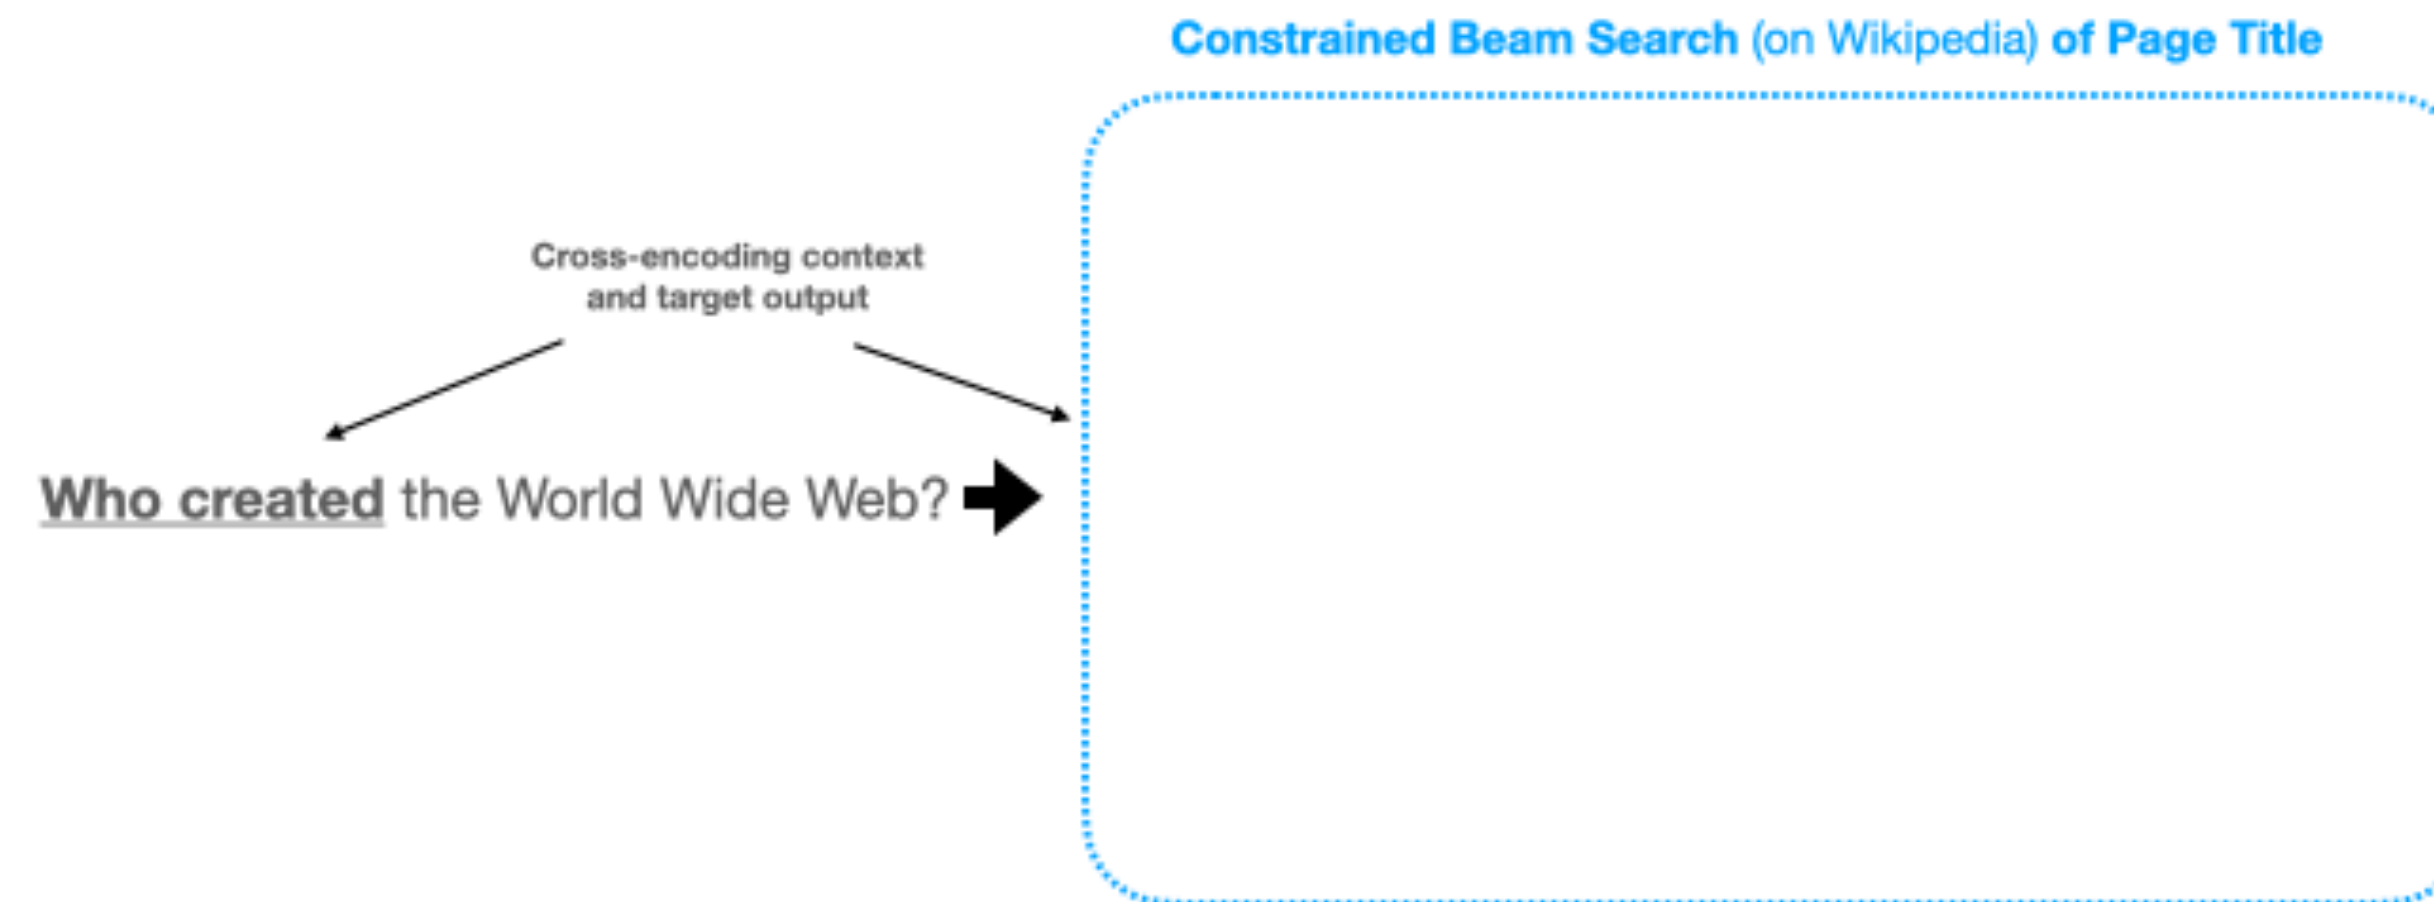 Constrained Beam Search (on Wikipedia) of Page Title
Cross-encoding context
and target output
Who created the World Wide Web?